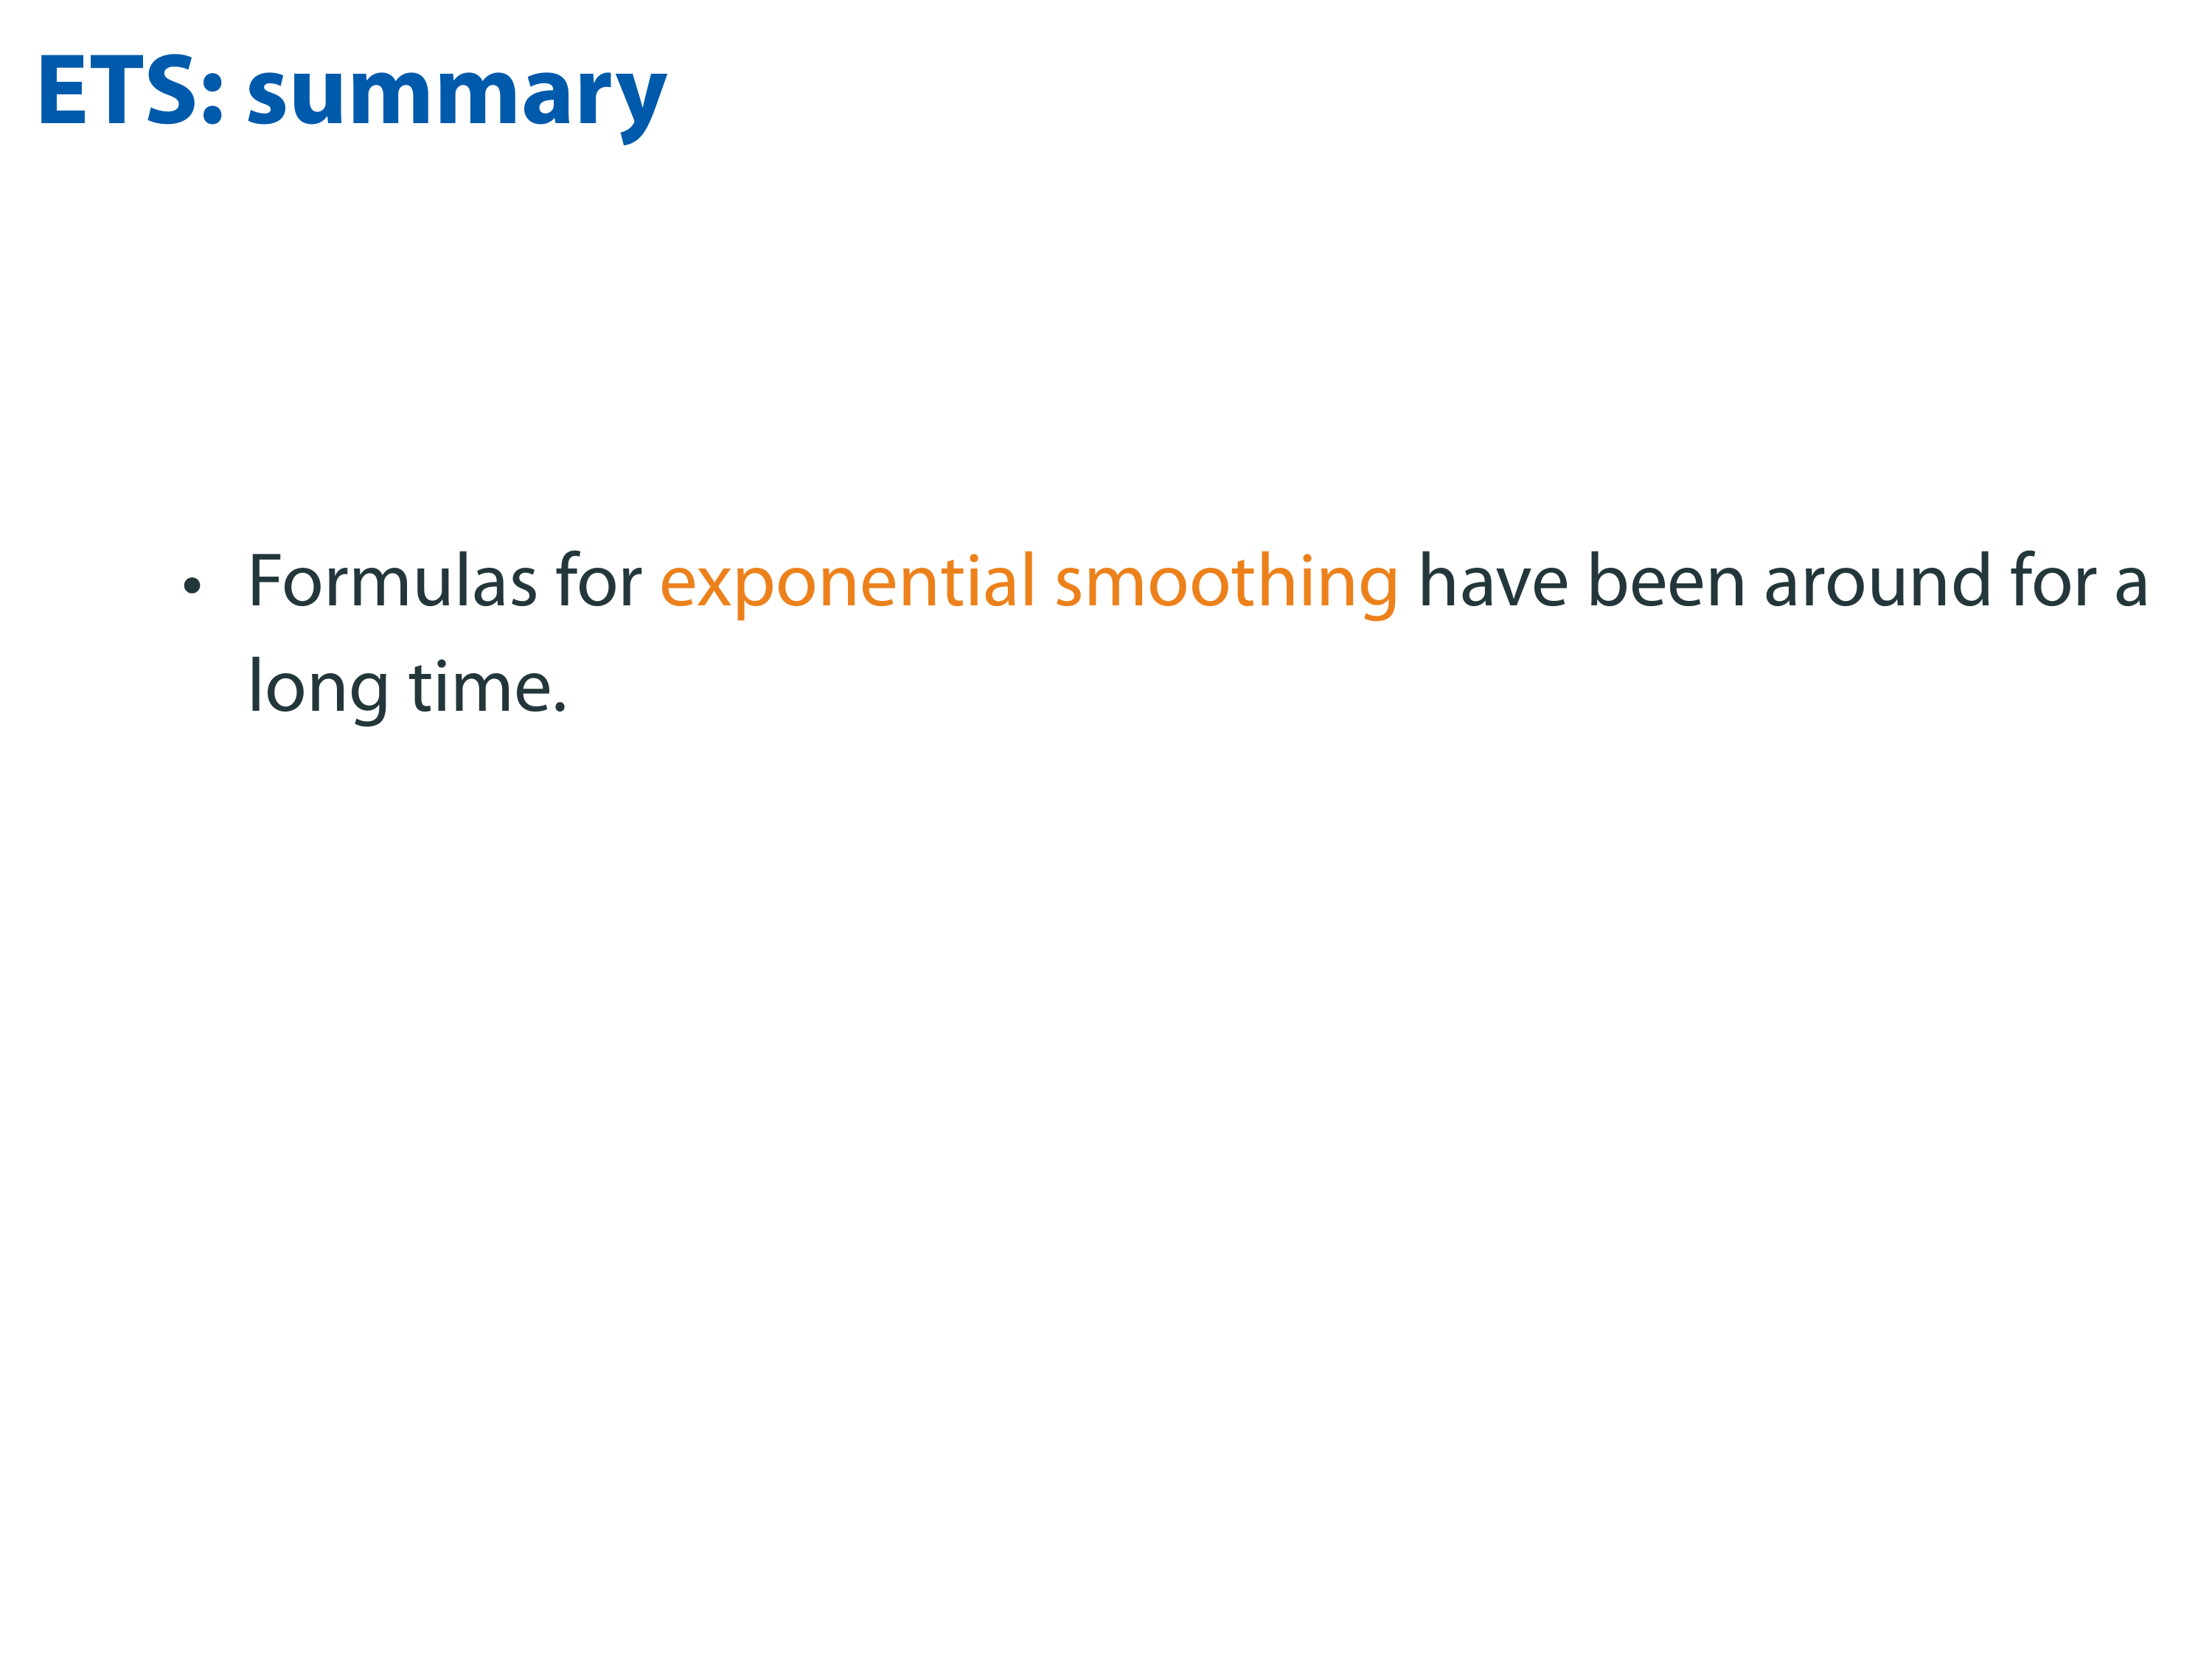 ETS: summary
• Formulas for exponential smoothing have been around for a
long time.